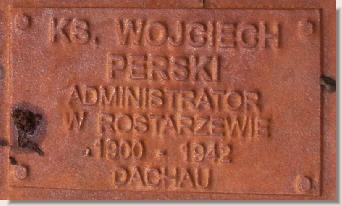 KS. WOJCIECH
PERSKI
ADMINISTRATOR
W ROSTARZEWIE
1900 - 1942
DACHAU